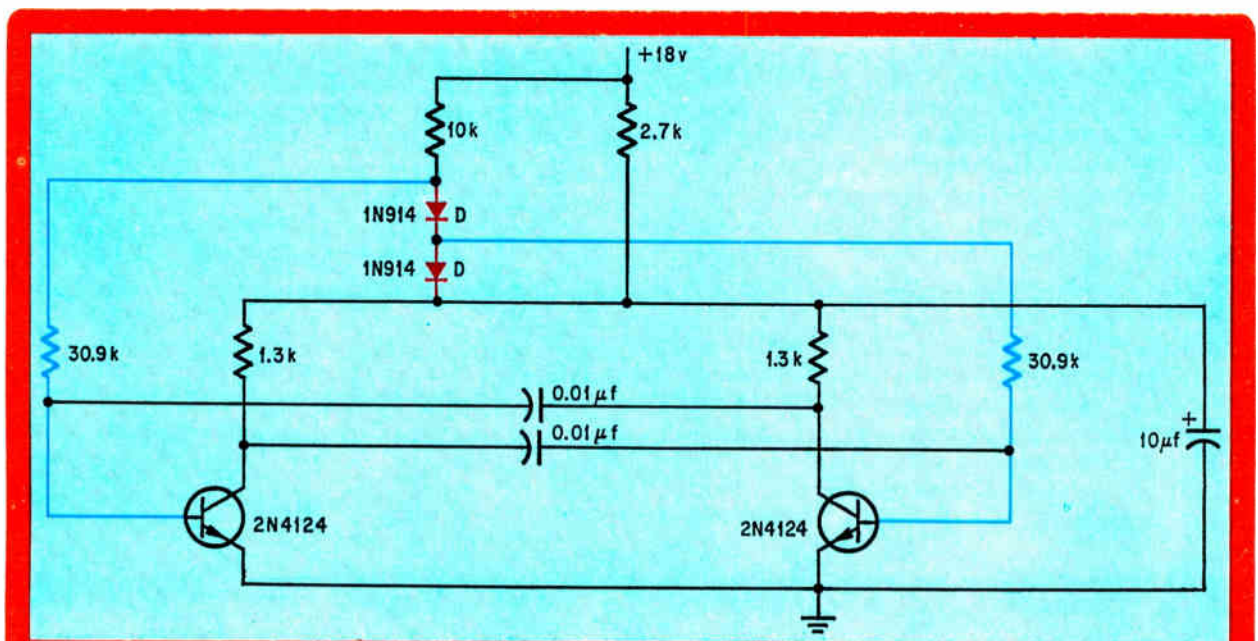 +18v
10k
2.7k
1N914 D
1N914 D
30.9k
1.3k
1.3k
30.9k
0.01µf
0.01µf
+
10µf
2N4124
2N4124